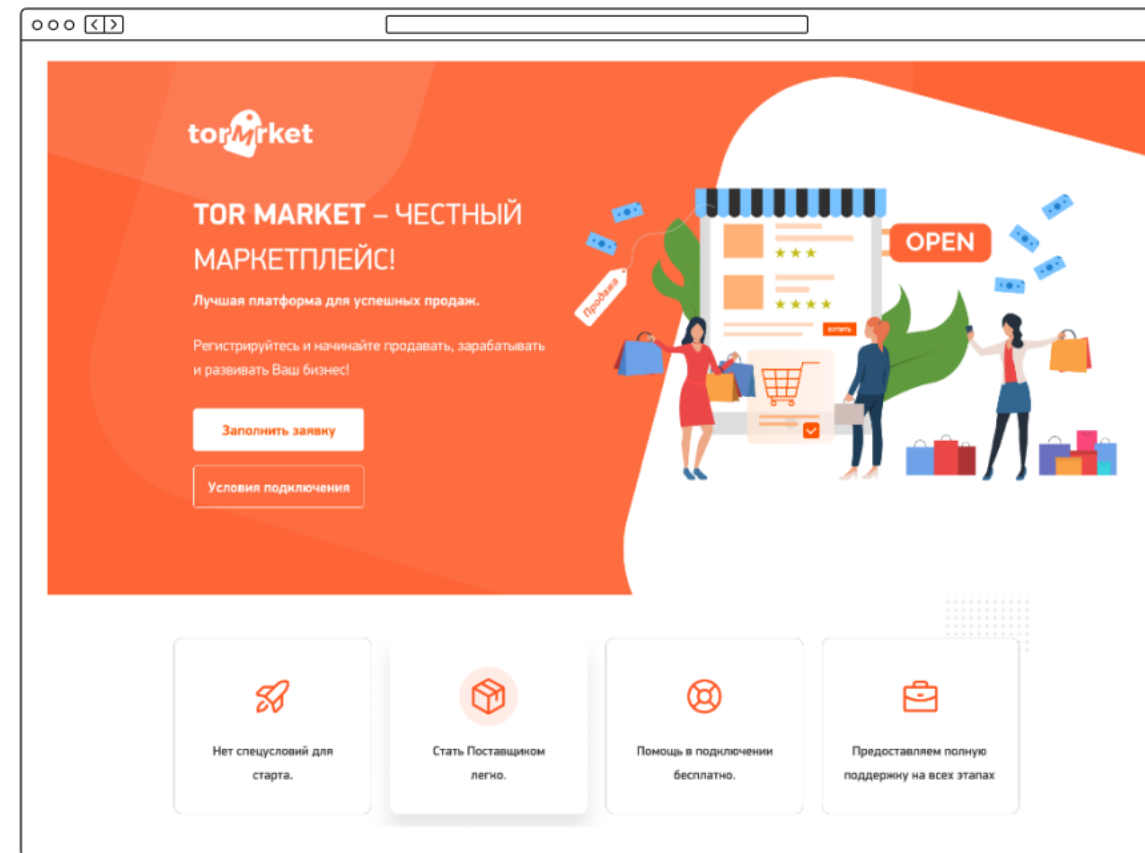 torMrket
TOR MARKET – ЧЕСТНЫЙ
МАРКЕТПЛЕЙС!
Лучшая платформа для успешных продаж.
Регистрируйтесь и начинайте продавать, зарабатывать
и развивать Ваш бизнес!
Заполнить заявку
Условия подключения
OPEN
Продажа
КУПИТЬ
Нет спецусловий для
старта.
Стать Поставщиком
легко.
Помощь в подключении
бесплатно.
Предоставляем полную
поддержку на всех этапах